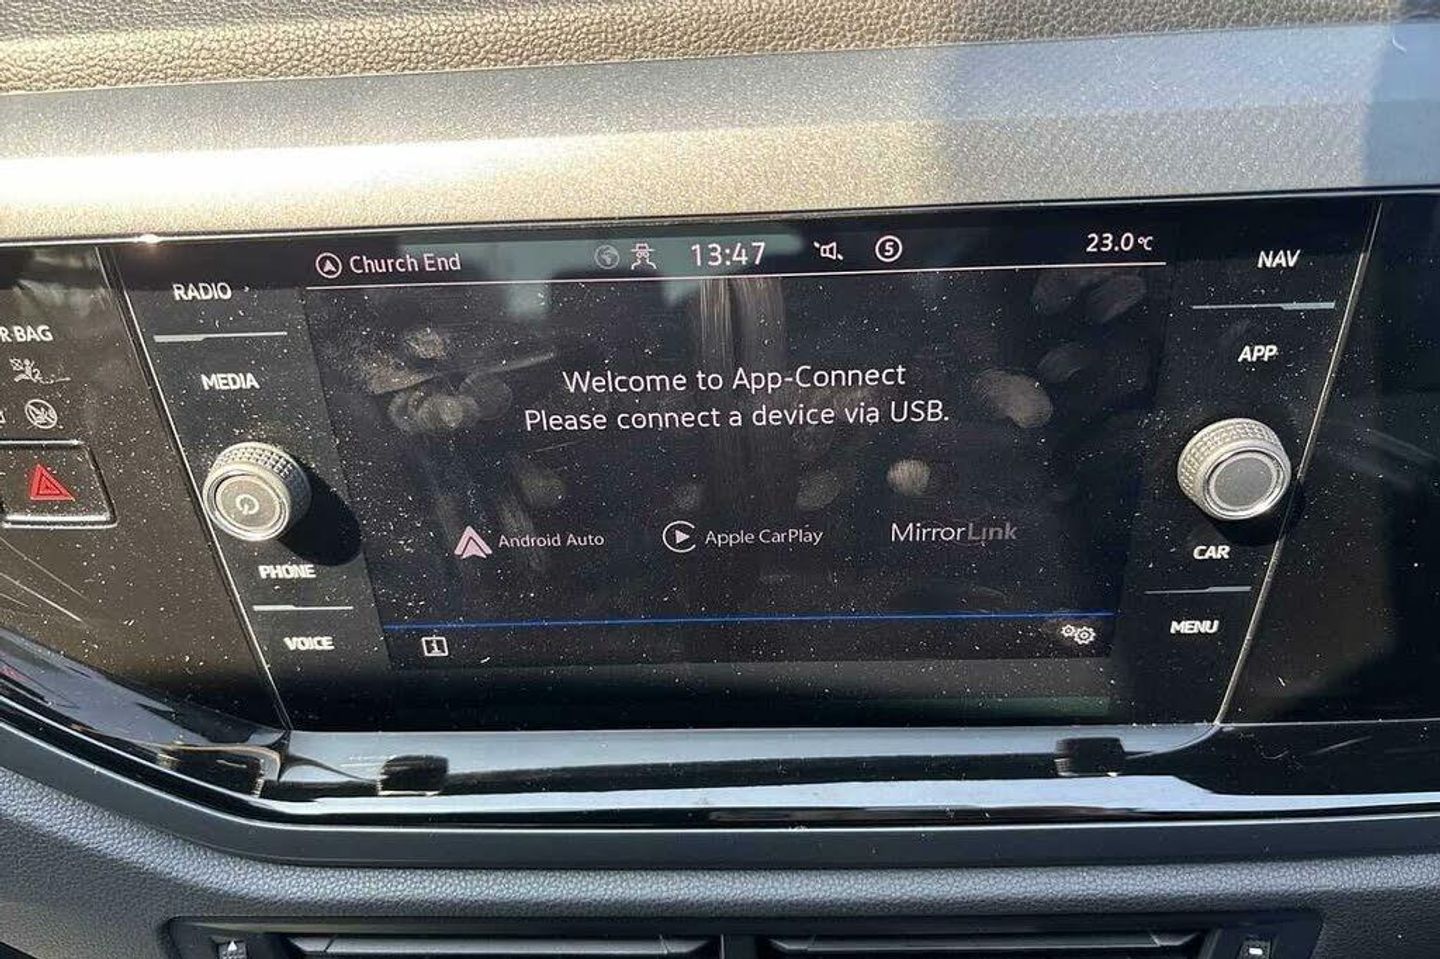 Church End
13:47
5
23.0°C
RADIO
NAV
R BAG
APP
MEDIA
Welcome to App-Connect
Please connect a device via USB.
Android Auto
Apple CarPlay
MirrorLink
CAR
PHONE
MENU
VOICE